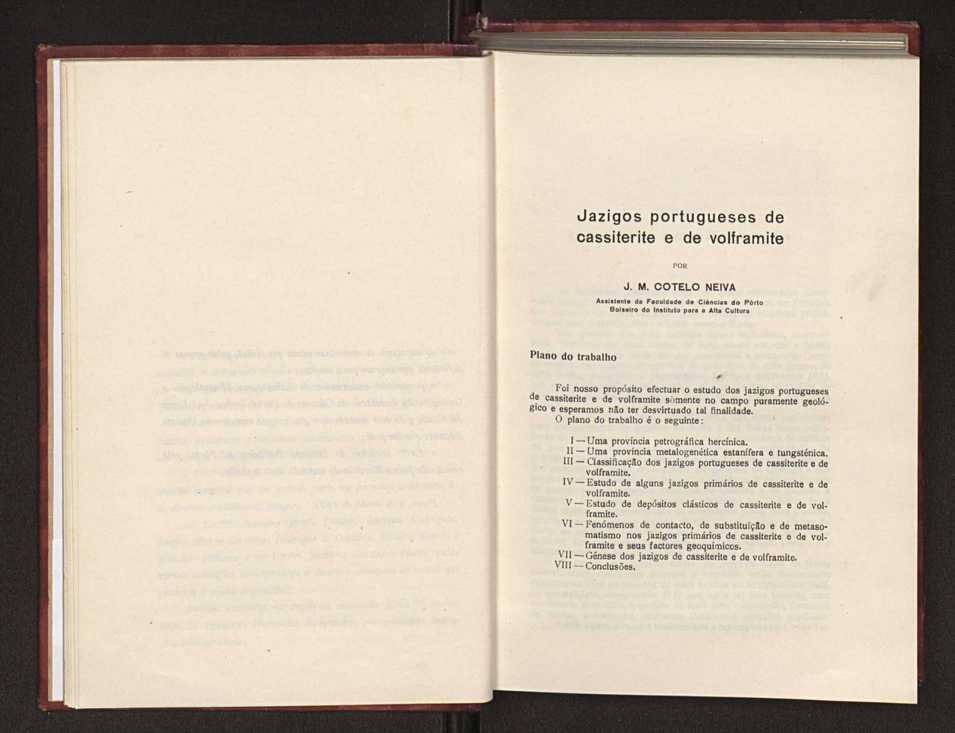 Jazigos portugueses de
cassiterite e de volframite
POR
J. M. COTELO NEIVA
Assistente da Faculdade de Ciências do Pôrto
Bolseiro do Instituto para a Alta Cultura
Plano do trabalho
Foi nosso propósito efectuar o estudo dos jazigos portugueses
de cassiterite e de volframite sòmente no campo puramente geoló-
gico e esperamos não ter desvirtuado tal finalidade.
O plano do trabalho é o seguinte:
I — Uma província petrográfica hercínica.
II — Uma província metalogenética estanífera e tungsténica.
III — Classificação dos jazigos portugueses de cassiterite e de
volframite.
IV — Estudo de alguns jazigos primários de cassiterite e de
volframite.
V — Estudo de depósitos clásticos de cassiterite e de vol-
framite.
VI — Fenómenos de contacto, de substituïção e de metaso-
matismo nos jazigos primários de cassiterite e de vol-
framite e seus factores geoquímicos.
VII — Génese dos jazigos de cassiterite e de volframite.
VIII — Conclusões.